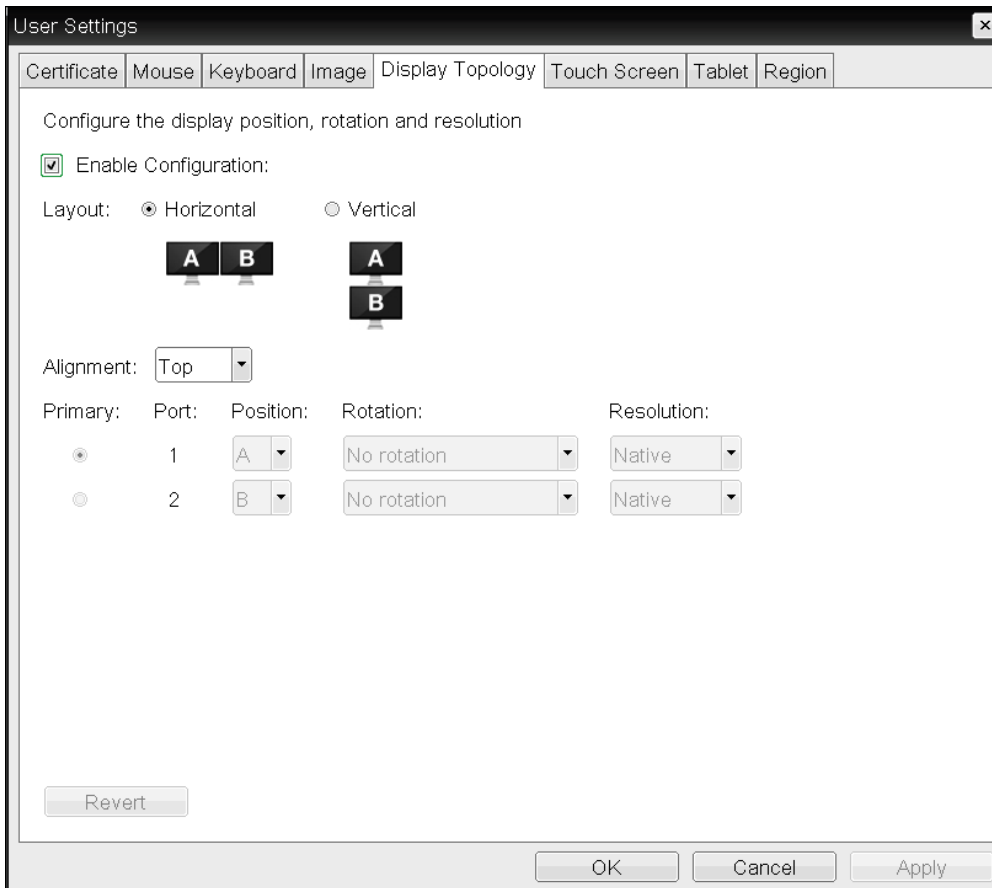 User Settings
Certificate Mouse Keyboard Image Display Topology Touch Screen Tablet Region
Configure the display position, rotation and resolution
Enable Configuration:
Layout: Horizontal Vertical
A B A
B
Alignment: Top
Primary: Port: Position: Rotation: Resolution:
1 A No rotation Native
2 B No rotation Native
Revert
OK Cancel Apply